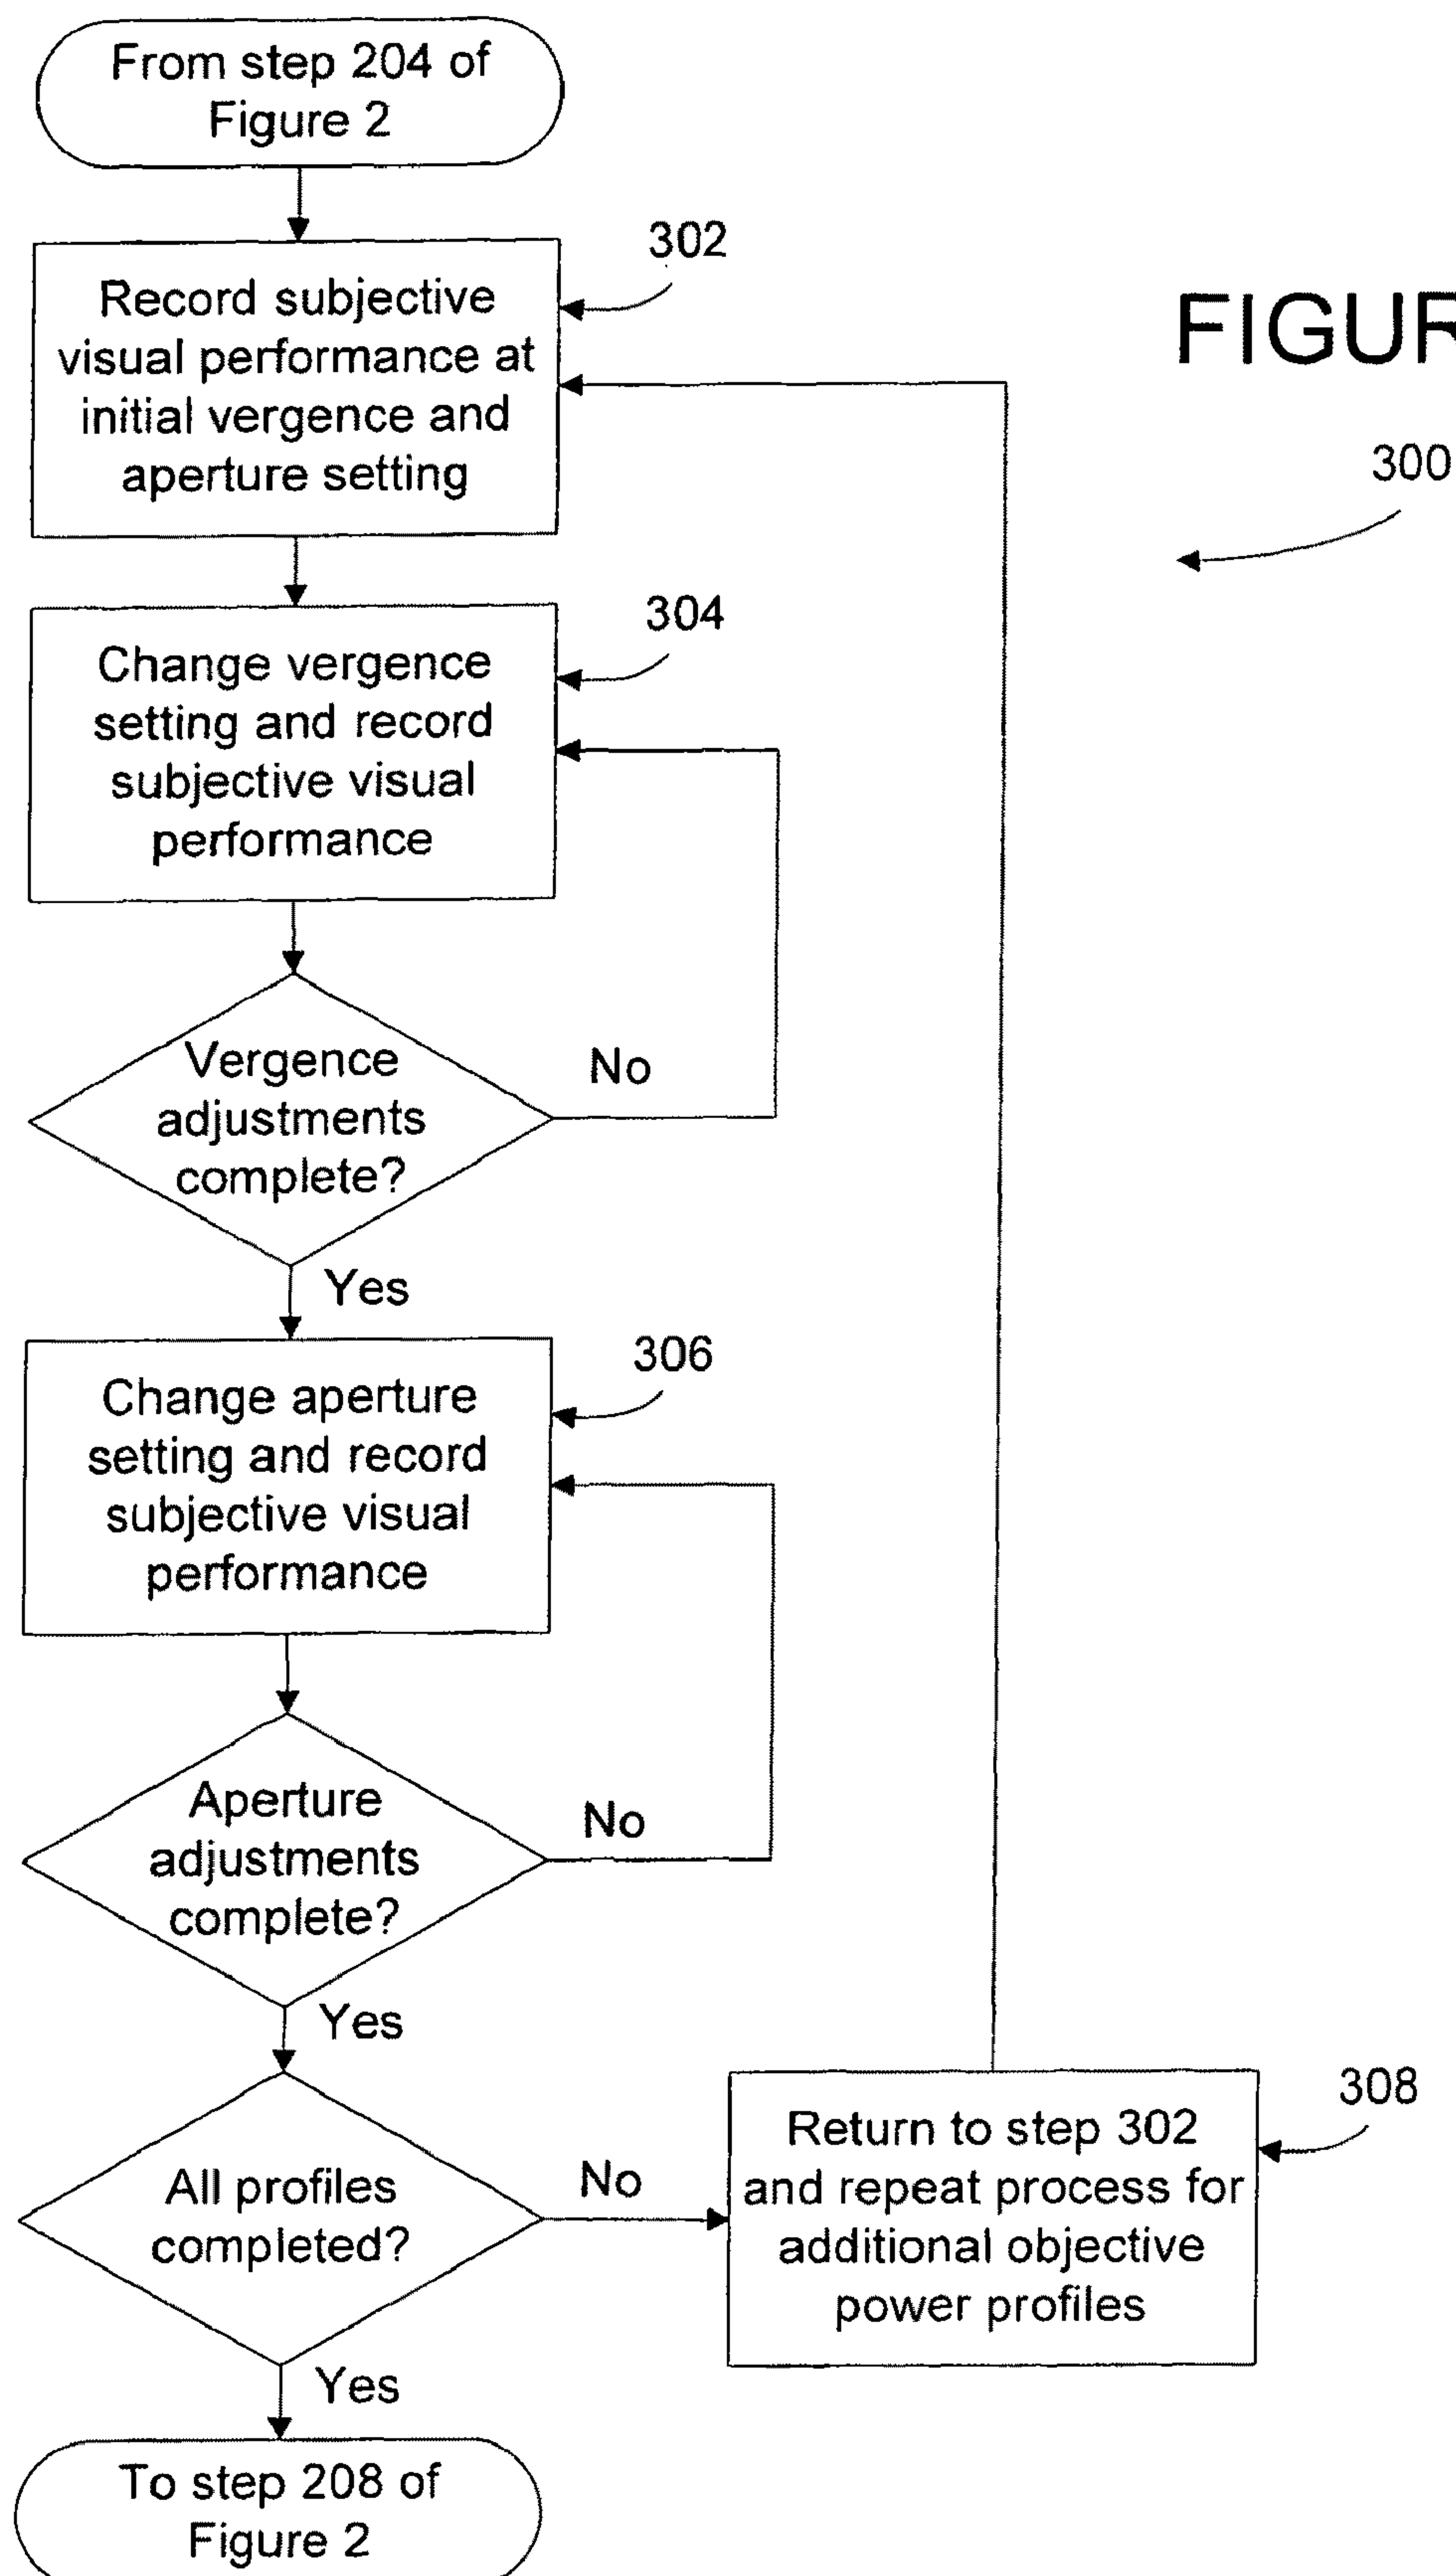 From step 204 of
Figure 2
302
Record subjective
visual performance at
initial vergence and
aperture setting
FIGUR
300
304
Change vergence
setting and record
subjective visual
performance
Vergence
adjustments
complete?
No
Yes
306
Change aperture
setting and record
subjective visual
performance
Aperture
adjustments
complete?
No
Yes
All profiles
completed?
No
308
Return to step 302
and repeat process for
additional objective
power profiles
Yes
To step 208 of
Figure 2